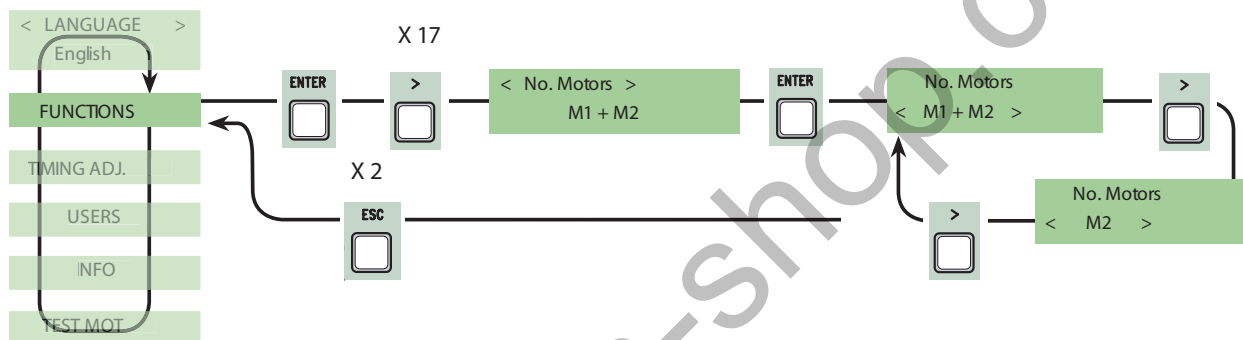 < LANGUAGE >
English
FUNCTIONS
TIMING ADJ.
USERS
INFO
TEST MOT
ENTER
X 17
>
< No. Motors >
M1 + M2
ENTER
No. Motors
< M1 + M2 >
>
No. Motors
< M2 >
>
X 2
ESC
-shop.o